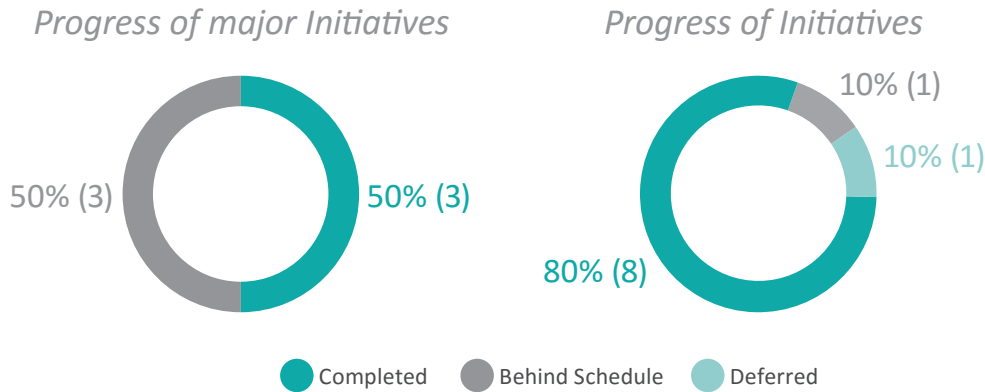 Progress of major Initiatives
Progress of Initiatives
50% (3)
50% (3)
10% (1)
10% (1)
80% (8)
Completed
Behind Schedule
Deferred